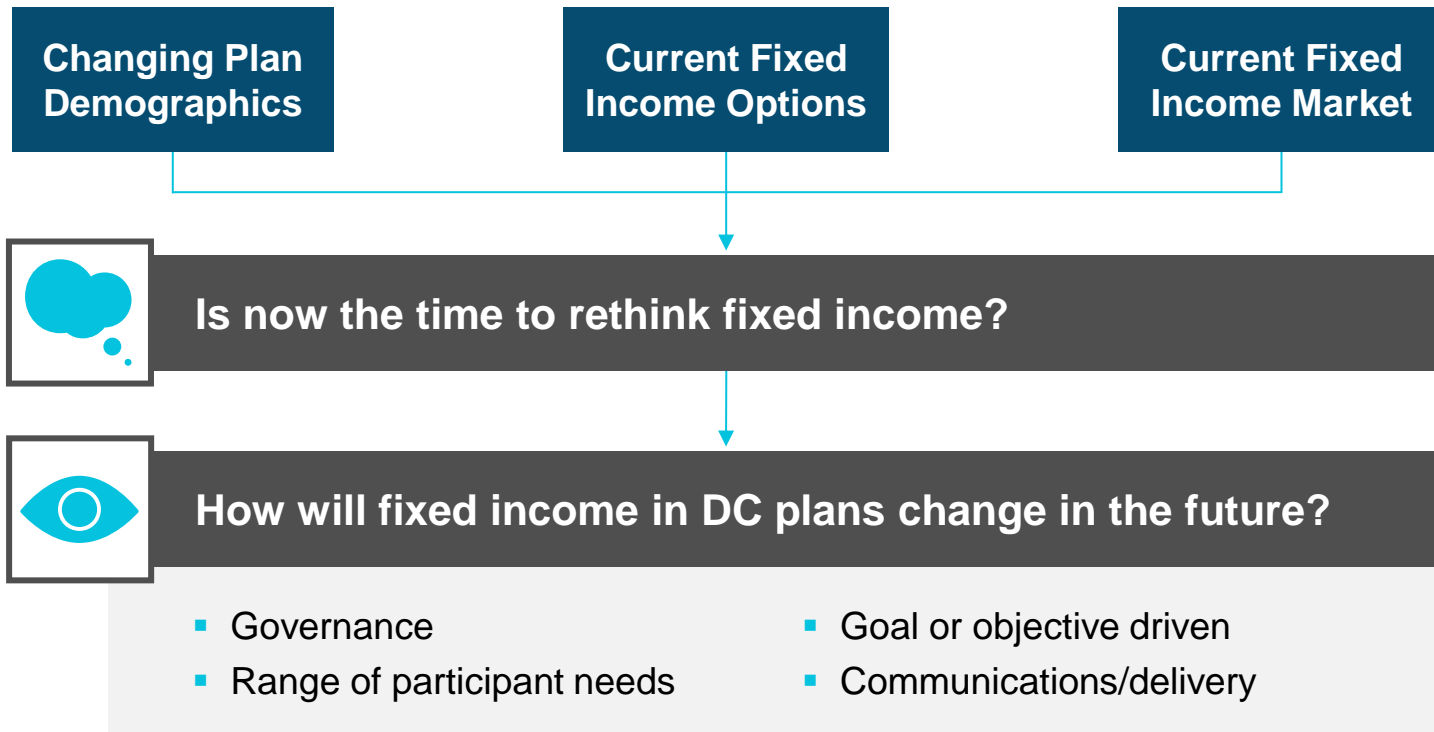 Changing Plan
Demographics
Current Fixed
Income Options
Current Fixed
Income Market
Is now the time to rethink fixed income?
How will fixed income in DC plans change in the future?
▪ Governance
▪ Range of participant needs
▪ Goal or objective driven
▪ Communications/delivery